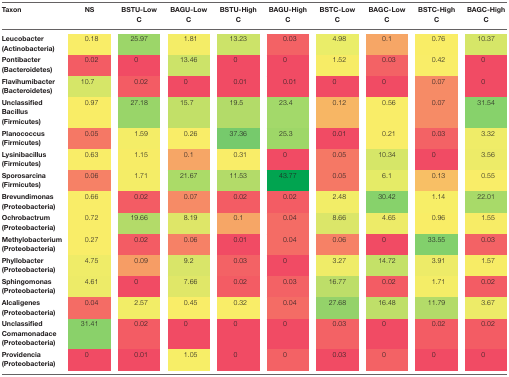 Taxon NS BSTU-Low C BAGU-Low C BSTU-High C BAGU-High C BSTC-Low C BAGC-Low C BSTC-High C BAGC-High C
Leucobacter (Actinobacteria) 0.18 25.97 1.81 13.23 0.03 4.98 0.1 0.76 10.37
Pontibacter (Bacteroidetes) 0.02 0 13.46 0 0 1.52 0.03 0.42 0
Flavihumibacter (Bacteroidetes) 10.7 0.02 0 0.01 0.01 0 0 0.07 0
Unclassified Bacillus (Firmicutes) 0.97 27.18 15.7 19.5 23.4 0.12 0.56 0.07 31.54
Planococcus (Firmicutes) 0.05 1.59 0.26 37.36 25.3 0.01 0.21 0.03 3.32
Lysinibacillus (Firmicutes) 0.63 1.15 0.1 0.31 0 0.05 10.34 0 3.56
Sporosarcina (Firmicutes) 0.06 1.71 21.67 11.53 43.77 0.05 6.1 0.13 0.55
Brevundimonas (Proteobacteria) 0.66 0.02 0.07 0.02 0.02 2.48 30.42 1.14 22.01
Ochrobactrum (Proteobacteria) 0.72 19.66 8.19 0.1 0.04 8.66 4.65 0.96 1.55
Methylobacterium (Proteobacteria) 0.27 0.02 0.06 0.01 0.04 0.06 0 33.55 0.03
Phyllobacter (Proteobacteria) 4.75 0.09 9.2 0.03 0 3.27 14.72 3.91 1.57
Sphingomonas (Proteobacteria) 4.61 0 7.66 0.02 0.03 16.77 0.02 1.71 0.02
Alcaligenes (Proteobacteria) 0.04 2.57 0.45 0.32 0.04 27.68 16.48 11.79 3.67
Unclassified Comamonadace (Proteobacteria) 31.41 0.02 0 0 0 0.03 0 0.02 0.02
Providencia (Proteobacteria) 0 0.01 1.05 0 0 0.03 0 0 0